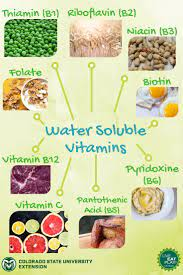 Thiamin (B1)
Riboflavin (B2)
Niacin (B3)
Folate
Biotin
Water Soluble
Vitamins
Vitamin B12
Pyridoxine
(B6)
Vitamin C
Pantothenic
Acid (B5)
COLORADO STATE UNIVERSITY
EXTENSION